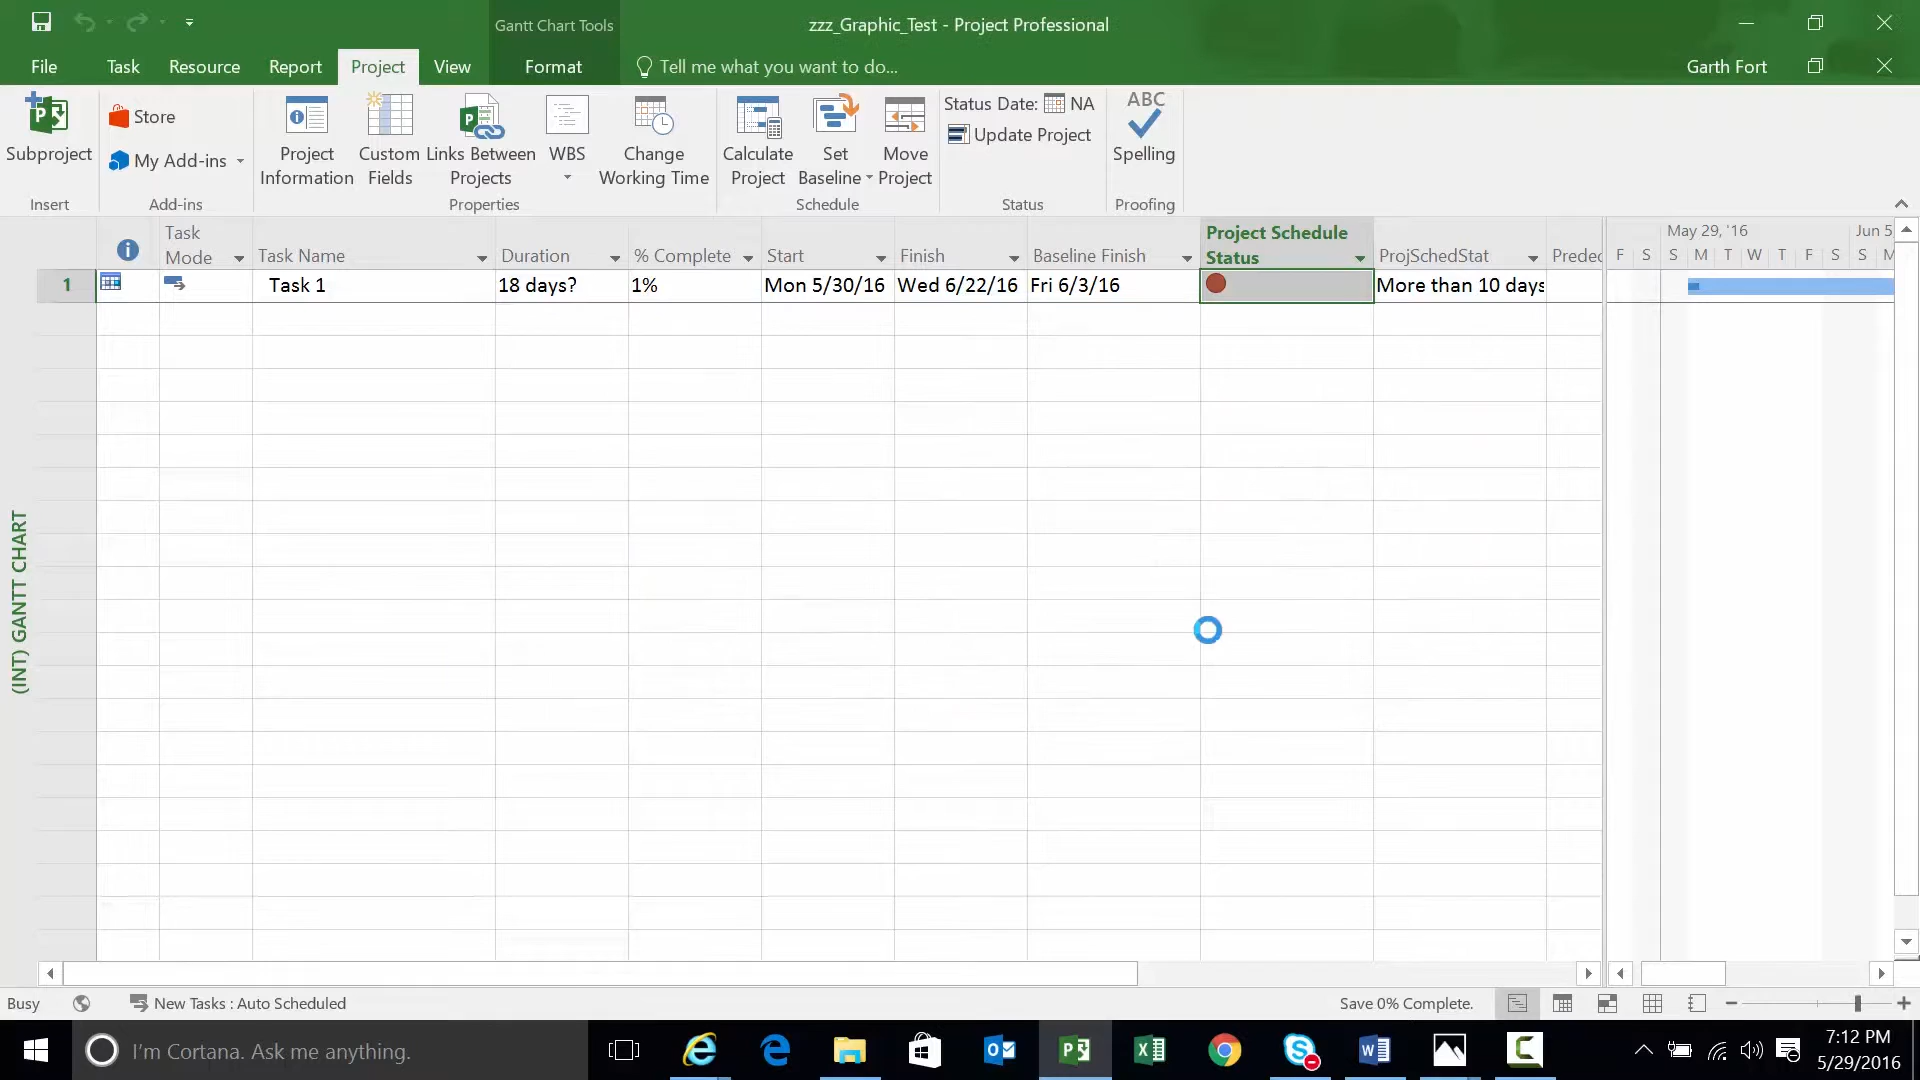 Gantt Chart Tools
zzz_Graphic_Test - Project Professional
File Task Resource Report Project View Format Tell me what you want to do... Garth Fort
Subproject
Insert
Store
My Add-ins
Add-ins
Project Information
Custom Fields
Links Between Projects
WBS
Change Working Time
Properties
Calculate Project
Set Baseline
Move Project
Schedule
Status Date: NA
Update Project
Status
ABC
Spelling
Proofing
Task Mode
Task Name
Duration
% Complete
Start
Finish
Baseline Finish
Project Schedule Status
ProjSchedStat
May 29, '16 Jun 5
F S S M T W T F S S M
1 Task 1 18 days? 1% Mon 5/30/16 Wed 6/22/16 Fri 6/3/16 More than 10 days
(INT) GANTT CHART
Busy New Tasks : Auto Scheduled Save 0% Complete.
I'm Cortana. Ask me anything.
7:12 PM
5/29/2016